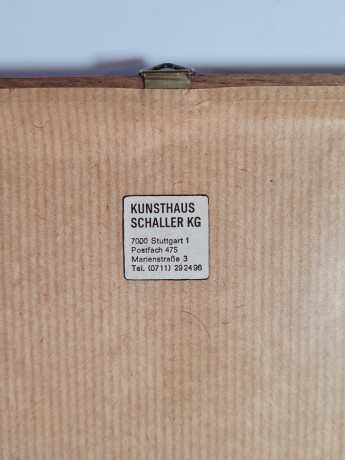 KUNSTHAUS
SCHALLER KG
7000 Stuttgart 1
Postfach 475
Marienstraße 3
Tel. (0711) 292496